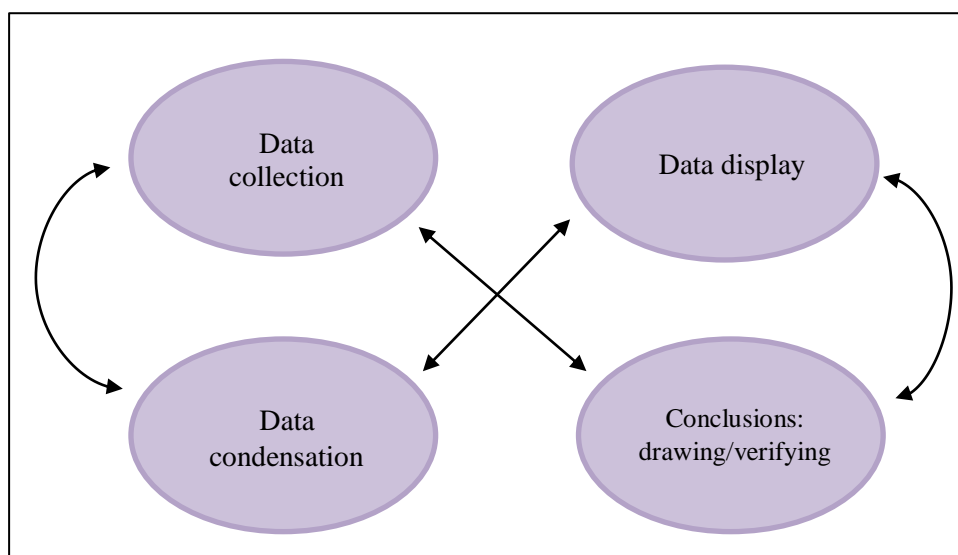 Data
collection
Data display
Data
condensation
Conclusions:
drawing/verifying